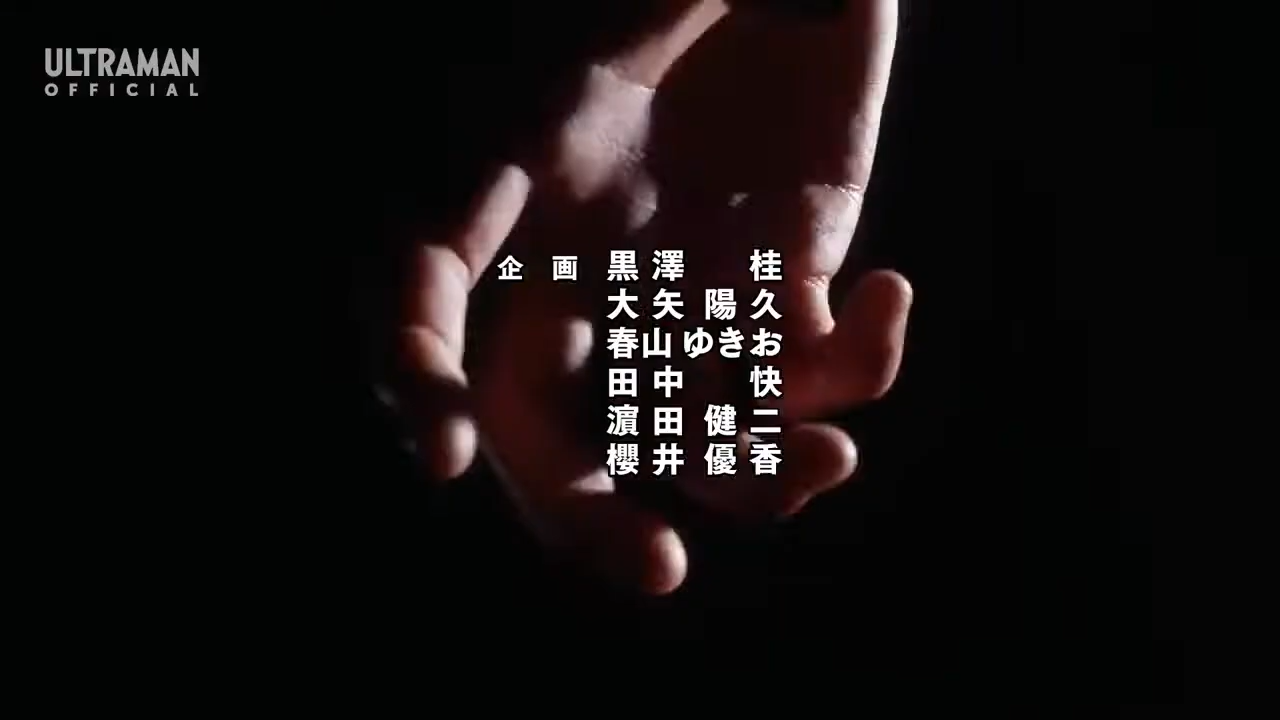 ULTRAMAN
OFFICIAL
企画 黒澤 桂
大矢陽久
春山ゆきお
田中 快
濵田健二
櫻井優香